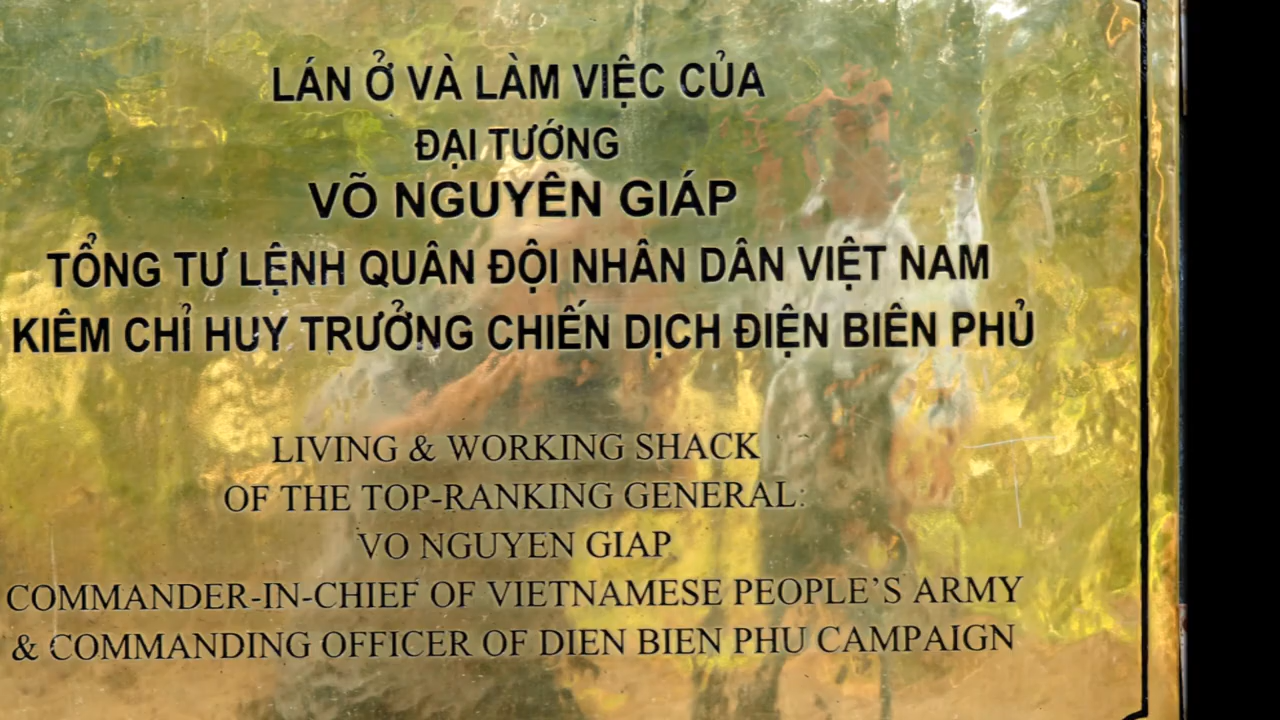 LÁN Ở VÀ LÀM VIỆC CỦA
ĐẠI TƯỚNG
VÕ NGUYÊN GIÁP
TỔNG TƯ LỆNH QUÂN ĐỘI NHÂN DÂN VIỆT NAM
KIÊM CHỈ HUY TRƯỞNG CHIẾN DỊCH ĐIỆN BIÊN PHỦ
LIVING & WORKING SHACK
OF THE TOP-RANKING GENERAL:
VO NGUYEN GIAP
COMMANDER-IN-CHIEF OF VIETNAMESE PEOPLE’S ARMY
& COMMANDING OFFICER OF DIEN BIEN PHU CAMPAIGN